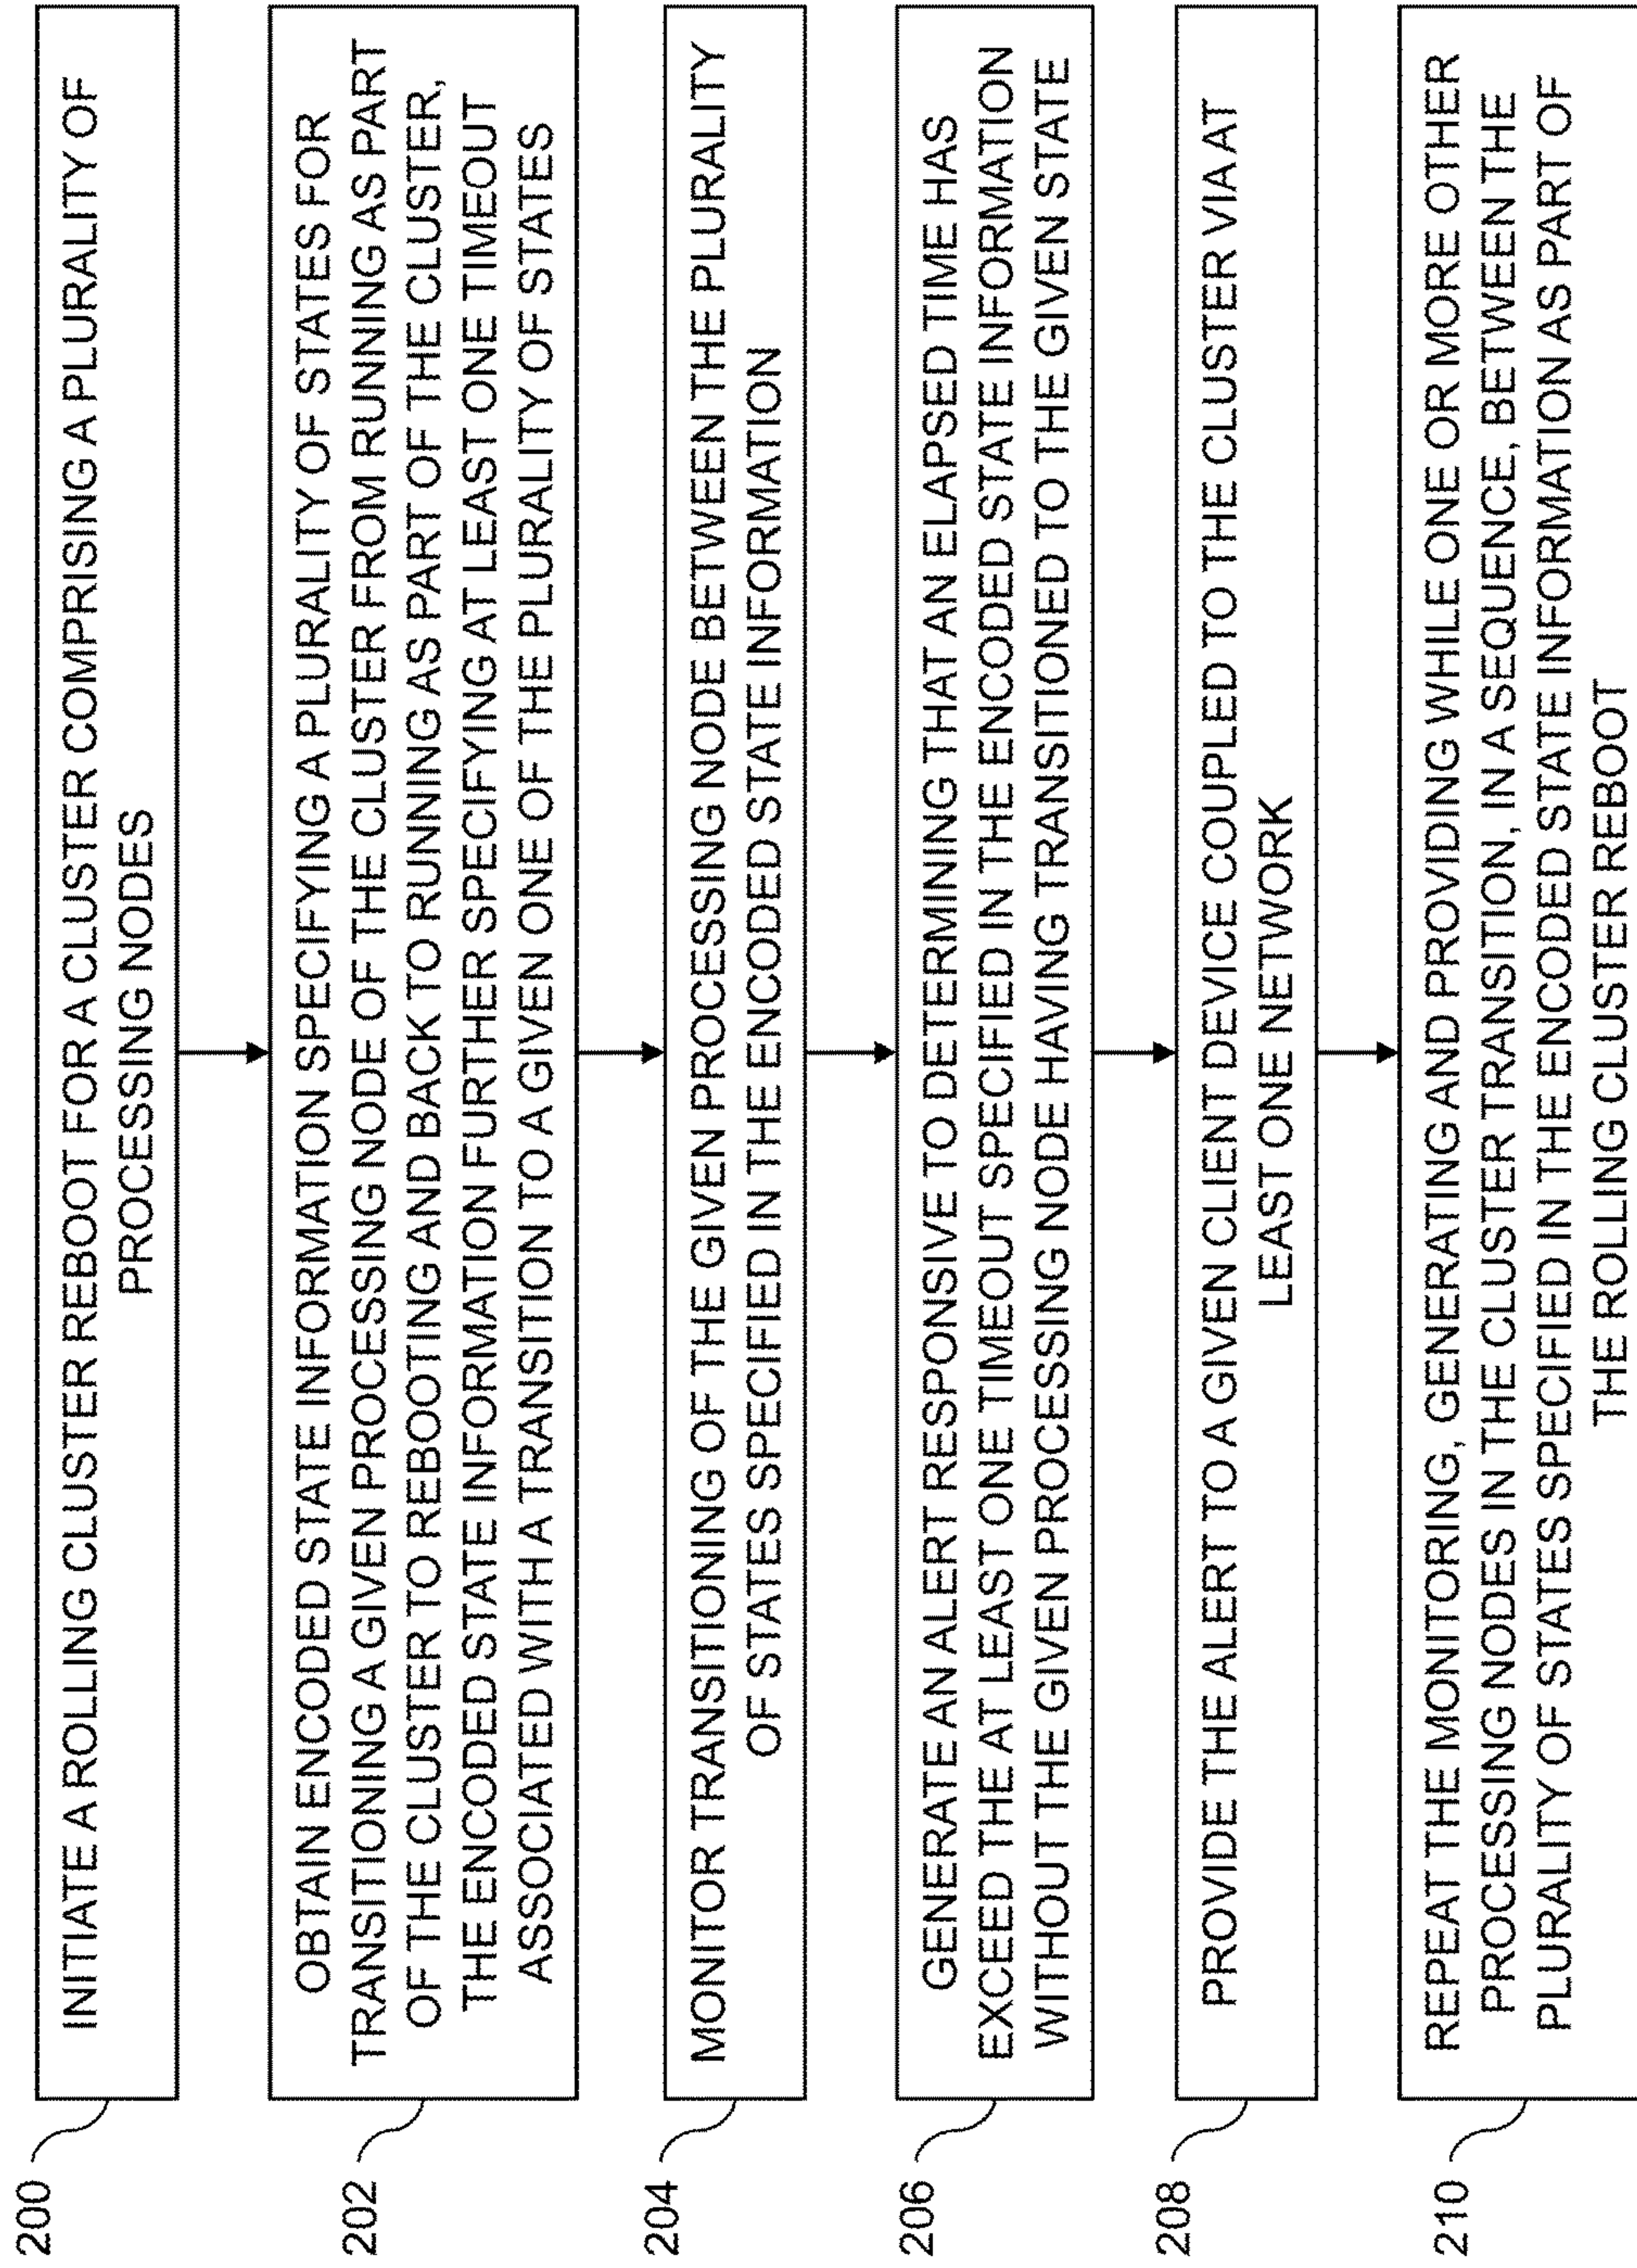 200
INITIATE A ROLLING CLUSTER REBOOT FOR A CLUSTER COMPRISING A PLURALITY OF
PROCESSING NODES
202
OBTAIN ENCODED STATE INFORMATION SPECIFYING A PLURALITY OF STATES FOR
TRANSITIONING A GIVEN PROCESSING NODE OF THE CLUSTER FROM RUNNING AS PART
OF THE CLUSTER TO REBOOTING AND BACK TO RUNNING AS PART OF THE CLUSTER,
THE ENCODED STATE INFORMATION FURTHER SPECIFYING AT LEAST ONE TIMEOUT
ASSOCIATED WITH A TRANSITION TO A GIVEN ONE OF THE PLURALITY OF STATES
204
MONITOR TRANSITIONING OF THE GIVEN PROCESSING NODE BETWEEN THE PLURALITY
OF STATES SPECIFIED IN THE ENCODED STATE INFORMATION
206
GENERATE AN ALERT RESPONSIVE TO DETERMINING THAT AN ELAPSED TIME HAS
EXCEED THE AT LEAST ONE TIMEOUT SPECIFIED IN THE ENCODED STATE INFORMATION
WITHOUT THE GIVEN PROCESSING NODE HAVING TRANSITIONED TO THE GIVEN STATE
208
PROVIDE THE ALERT TO A GIVEN CLIENT DEVICE COUPLED TO THE CLUSTER VIA AT
LEAST ONE NETWORK
210
REPEAT THE MONITORING, GENERATING AND PROVIDING WHILE ONE OR MORE OTHER
PROCESSING NODES IN THE CLUSTER TRANSITION, IN A SEQUENCE, BETWEEN THE
PLURALITY OF STATES SPECIFIED IN THE ENCODED STATE INFORMATION AS PART OF
THE ROLLING CLUSTER REBOOT